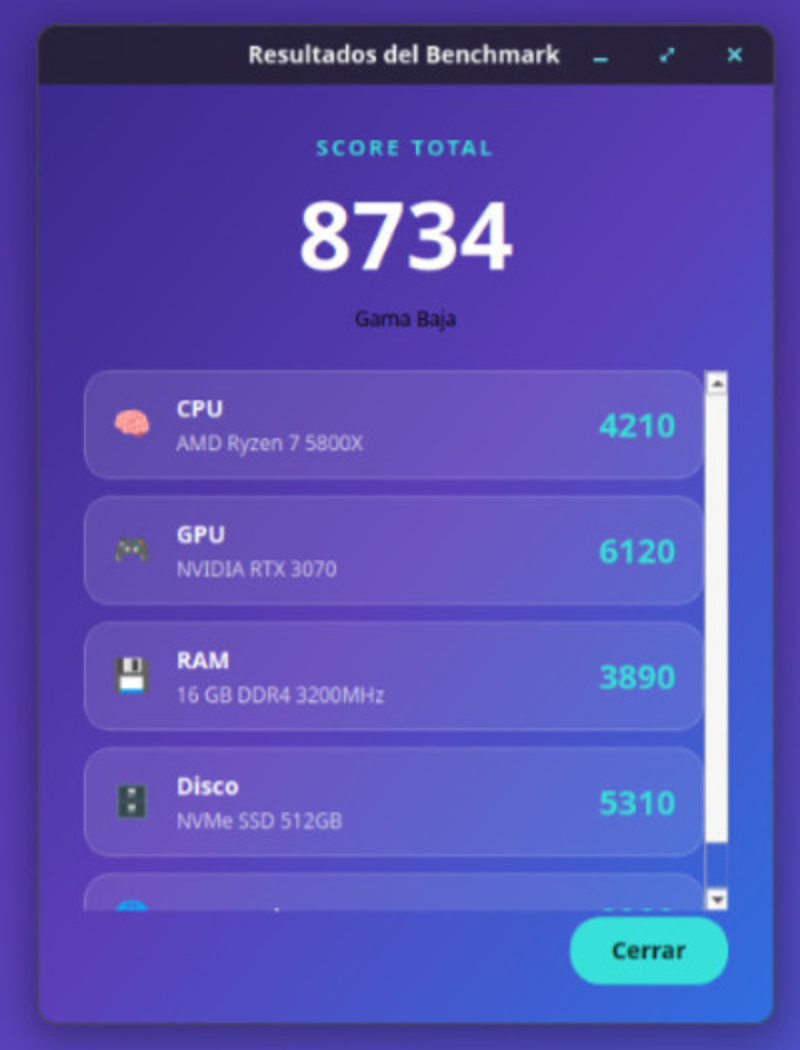 Resultados del Benchmark
SCORE TOTAL
8734
Gama Baja
CPU
AMD Ryzen 7 5800X
4210
GPU
NVIDIA RTX 3070
6120
RAM
16 GB DDR4 3200MHz
3890
Disco
NVMe SSD 512GB
5310
Cerrar